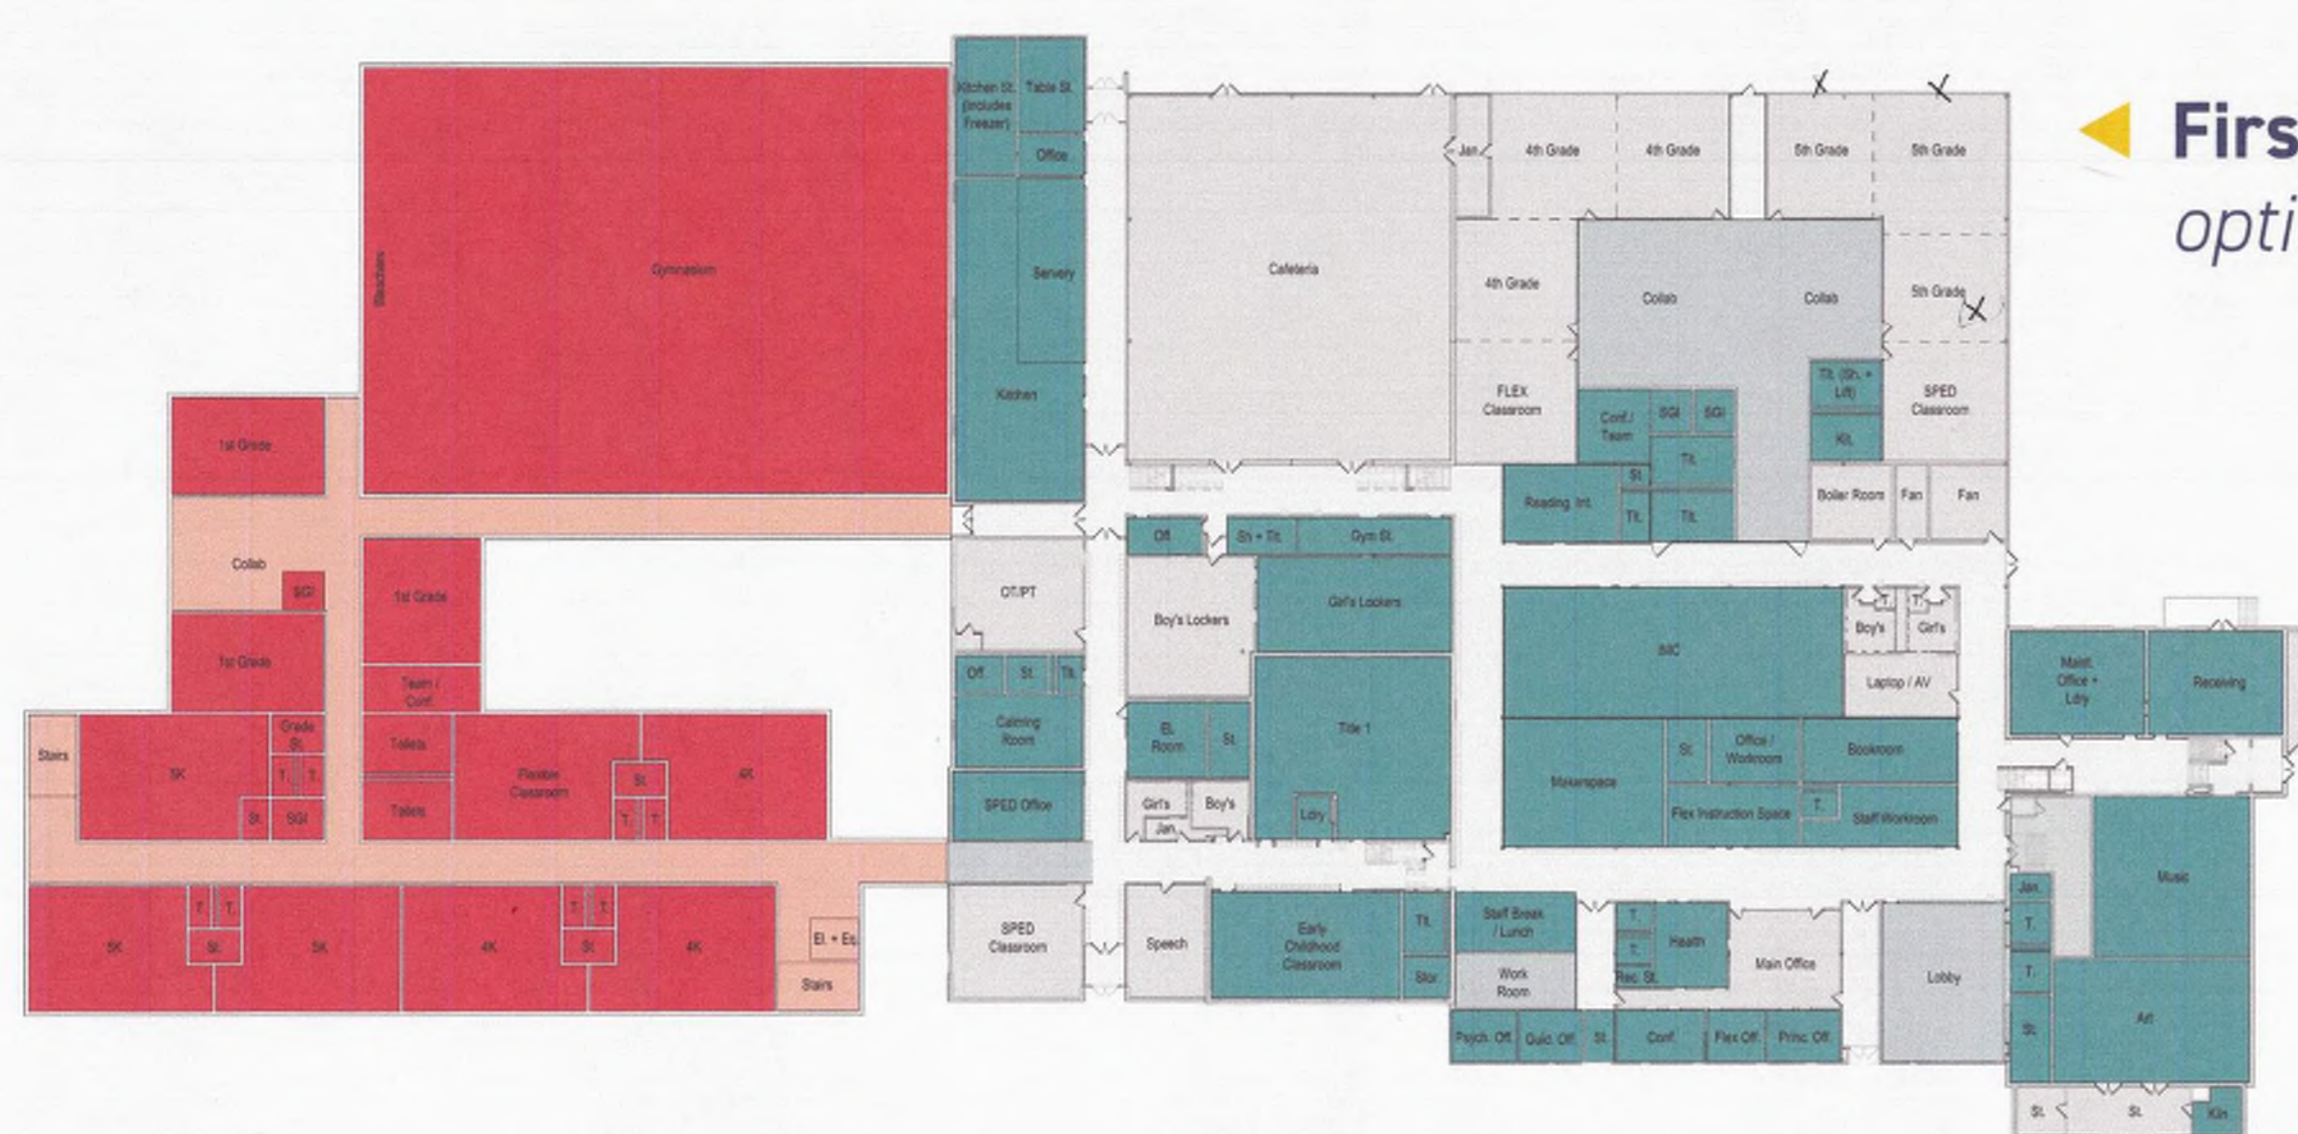 Kitchen St.
(Includes
Freezer)
Table St.
Office
Servery
Kitchen
Bleachers
Gymnasium
Cafeteria
Jan.
4th Grade
4th Grade
5th Grade
5th Grade
Firs
opti
4th Grade
Collab
Collab
5th Grade
FLEX
Classroom
Conf./
Team
SGI
SGI
Tlt.
St.
Tlt.
Tlt.
Reading Int.
Tlt. (Sh. +
Lift)
Kit.
SPED
Classroom
Boiler Room
Fan
Fan
1st Grade
Collab
SGI
1st Grade
1st Grade
Team /
Conf.
Stairs
5K
Grade
St.
T.
T.
St.
SGI
Toilets
Toilets
Flexible
Classroom
St.
T.
T.
4K
5K
T.
T.
St.
5K
4K
T.
T.
St.
4K
El. + Eq.
Stairs
OT/PT
Off.
St.
Tlt.
Calming
Room
SPED Office
SPED
Classroom
Off.
Sh + Tlt.
Gym St.
Boy's Lockers
Girl's Lockers
El.
Room
St.
Title 1
Ldry
Girl's
Boy's
Jan.
Speech
Early
Childhood
Classroom
Tlt.
Stor.
IMC
T.
T.
Boy's
Girl's
Laptop / AV
Makerspace
St.
Office /
Workroom
Bookroom
Flex Instruction Space
T.
Staff Workroom
Maint.
Office +
Ldry
Receiving
Staff Break
/ Lunch
Work
Room
T.
T.
Rec. St.
Health
Main Office
Lobby
Psych. Off.
Guid. Off.
St.
Conf.
Flex Off.
Princ. Off.
Jan.
T.
T.
St.
Music
Art
St.
St.
Kiln